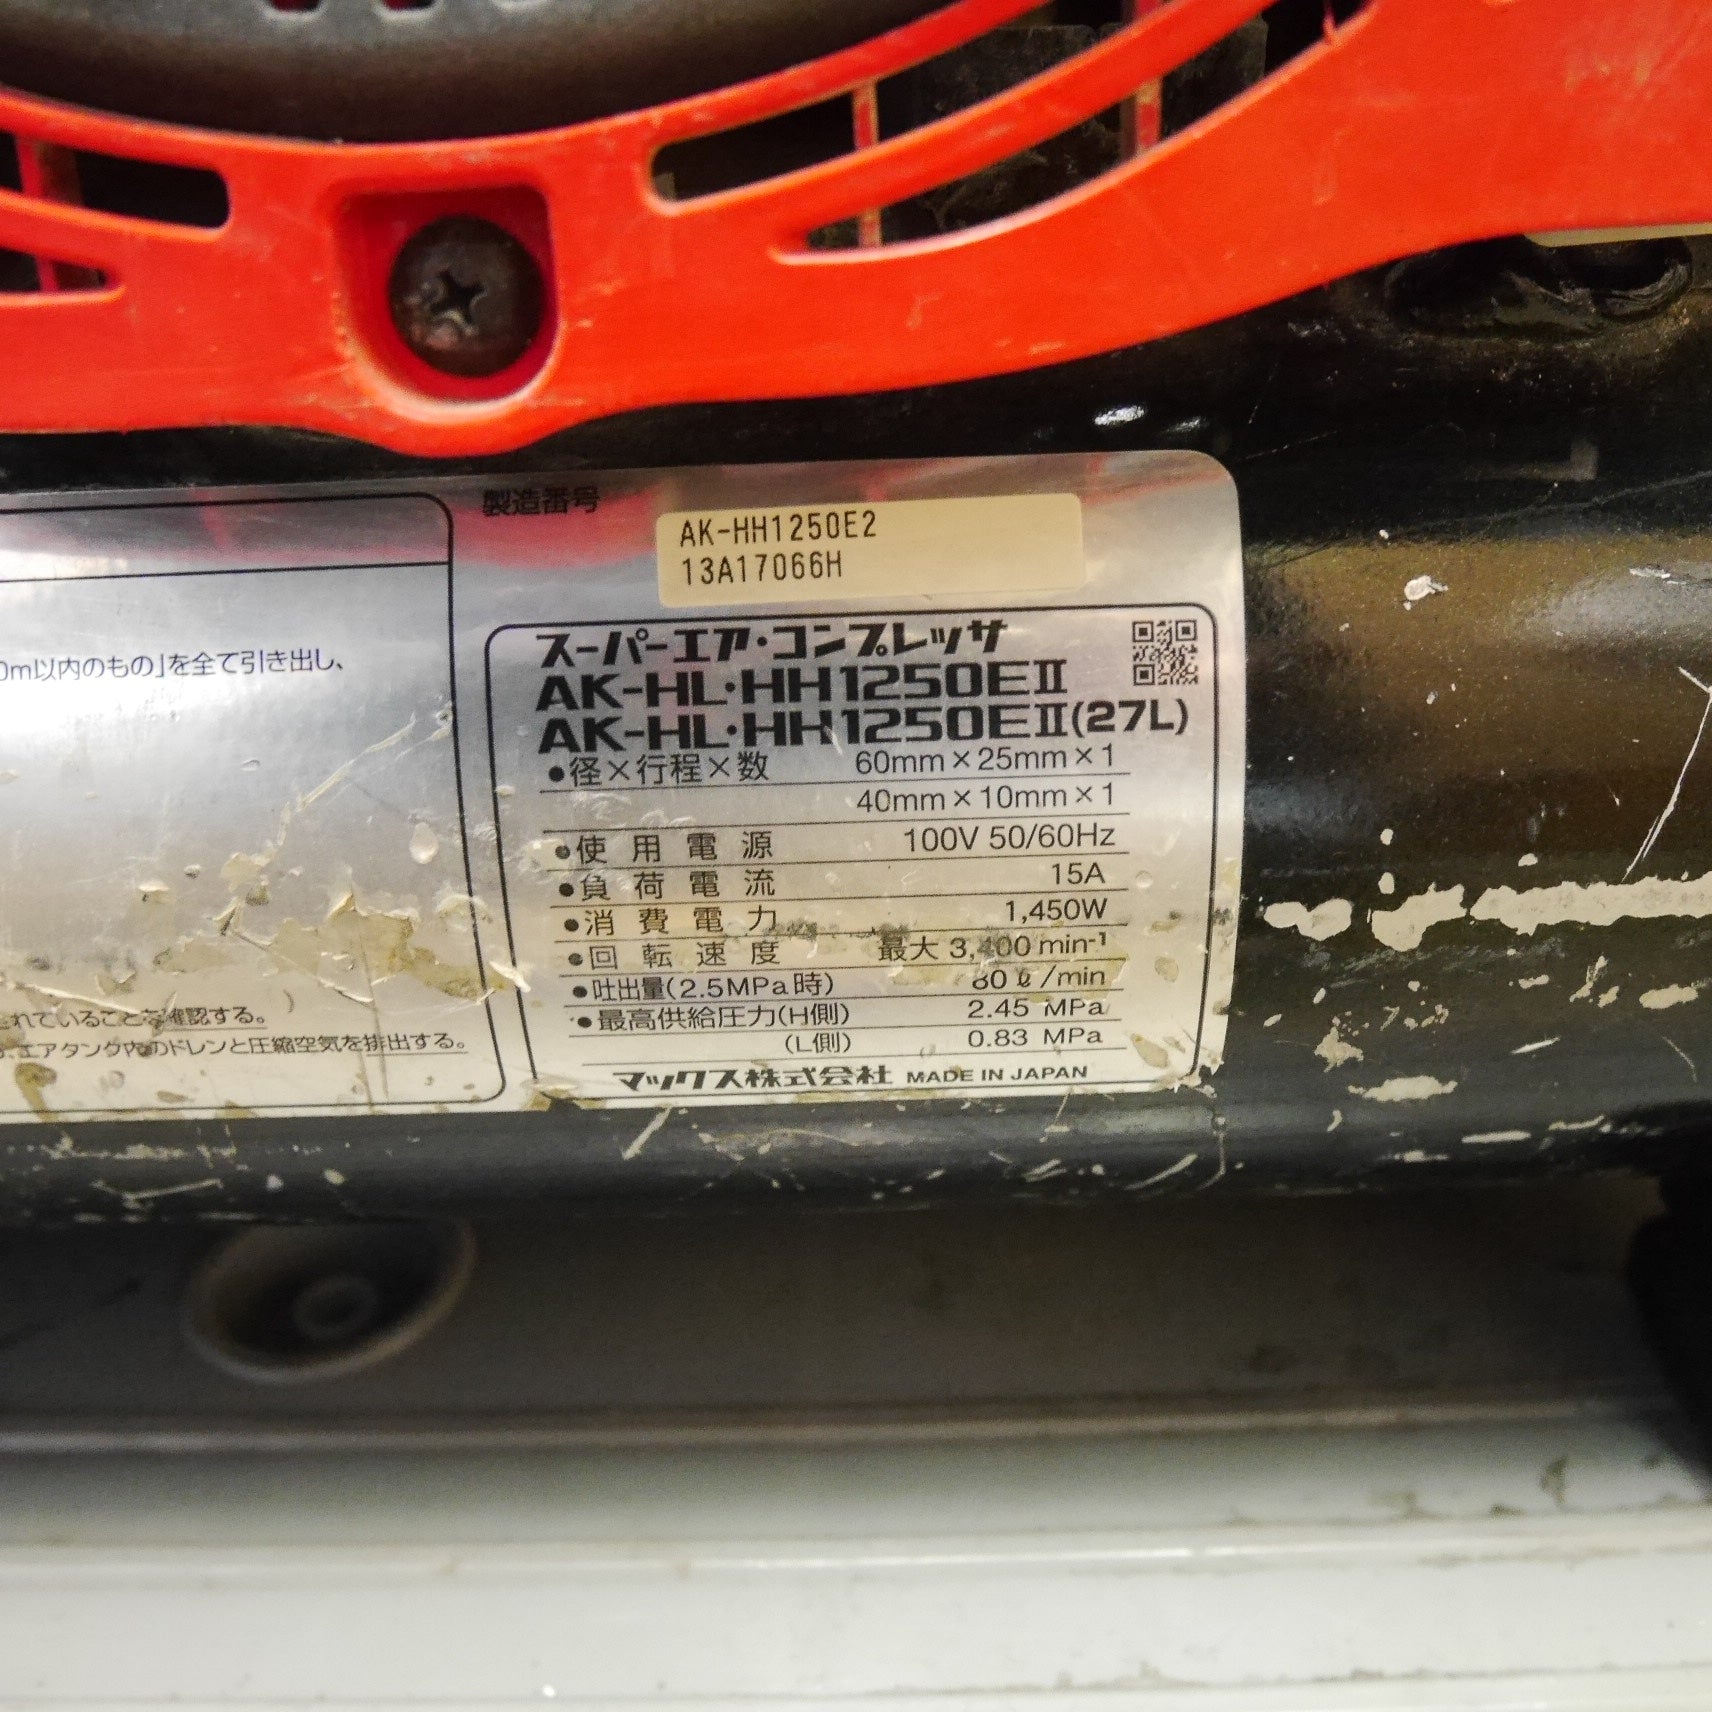 製造番号
AK-HH1250E2
13A17066H
0m以内のもの」を全て引き出し、
されていることを確認する。
エアタンク内のドレンと圧縮空気を排出する。
スーパーエア・コンプレッサ
AK-HL・HH1250EⅡ
AK-HL・HH1250EⅡ(27L)
●径×行程×数 60mm×25mm×1
40mm×10mm×1
●使用電源 100V 50/60Hz
●負荷電流 15A
●消費電力 1,450W
●回転速度 最大 3,400 min-1
●吐出量(2.5MPa時) 80ℓ/min
●最高供給圧力(H側) 2.45 MPa
(L側) 0.83 MPa
マックス株式会社 MADE IN JAPAN